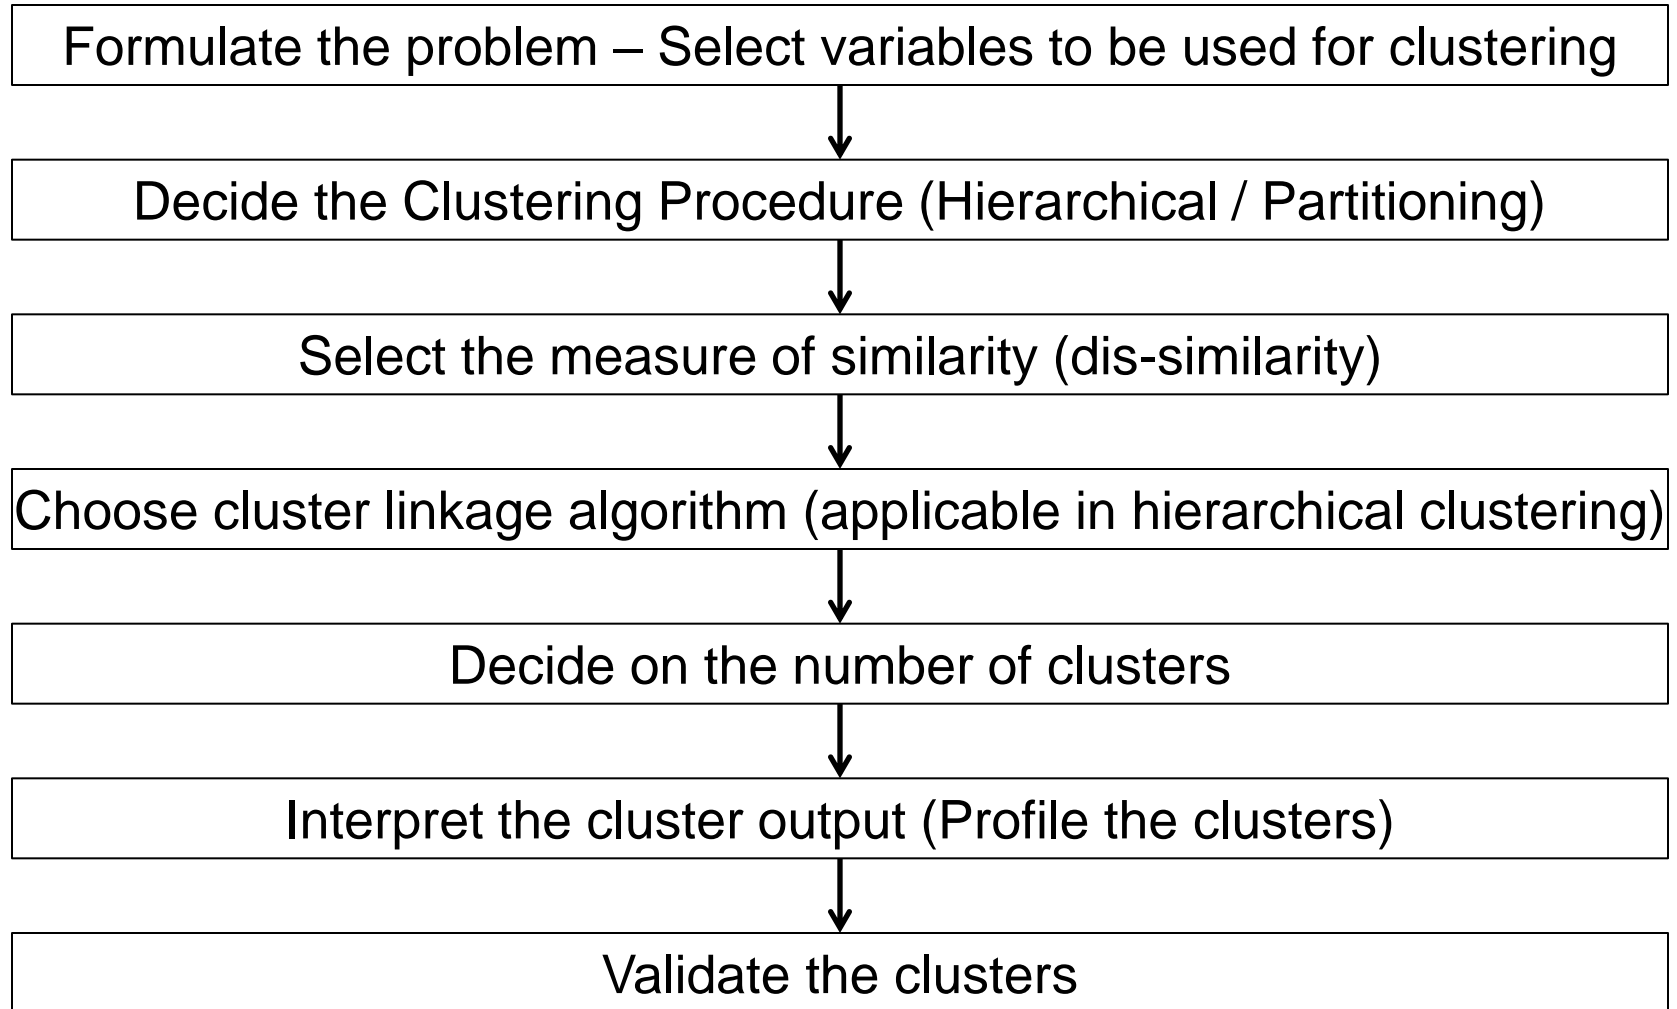 Formulate the problem – Select variables to be used for clustering
Decide the Clustering Procedure (Hierarchical / Partitioning)
Select the measure of similarity (dis-similarity)
Choose cluster linkage algorithm (applicable in hierarchical clustering)
Decide on the number of clusters
Interpret the cluster output (Profile the clusters)
Validate the clusters